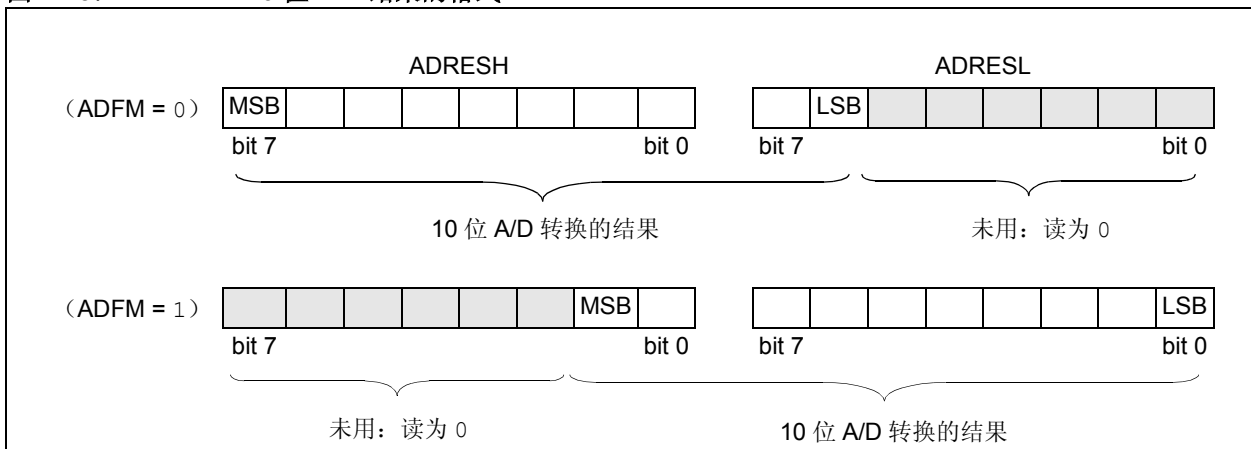 ADRESH ADRESL
（ADFM = 0） MSB LSB
bit 7 bit 0 bit 7 bit 0
10 位 A/D 转换的结果 未用：读为 0
（ADFM = 1） MSB LSB
bit 7 bit 0 bit 7 bit 0
未用：读为 0 10 位 A/D 转换的结果